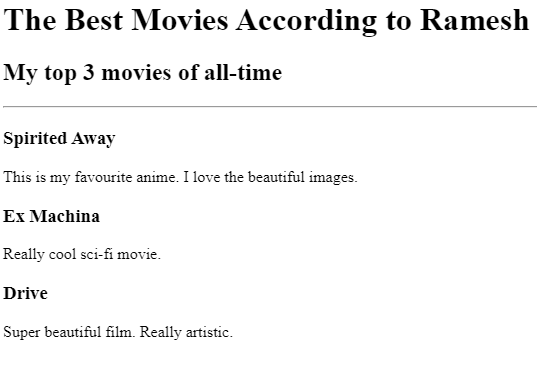 The Best Movies According to Ramesh
My top 3 movies of all-time
Spirited Away
This is my favourite anime. I love the beautiful images.
Ex Machina
Really cool sci-fi movie.
Drive
Super beautiful film. Really artistic.